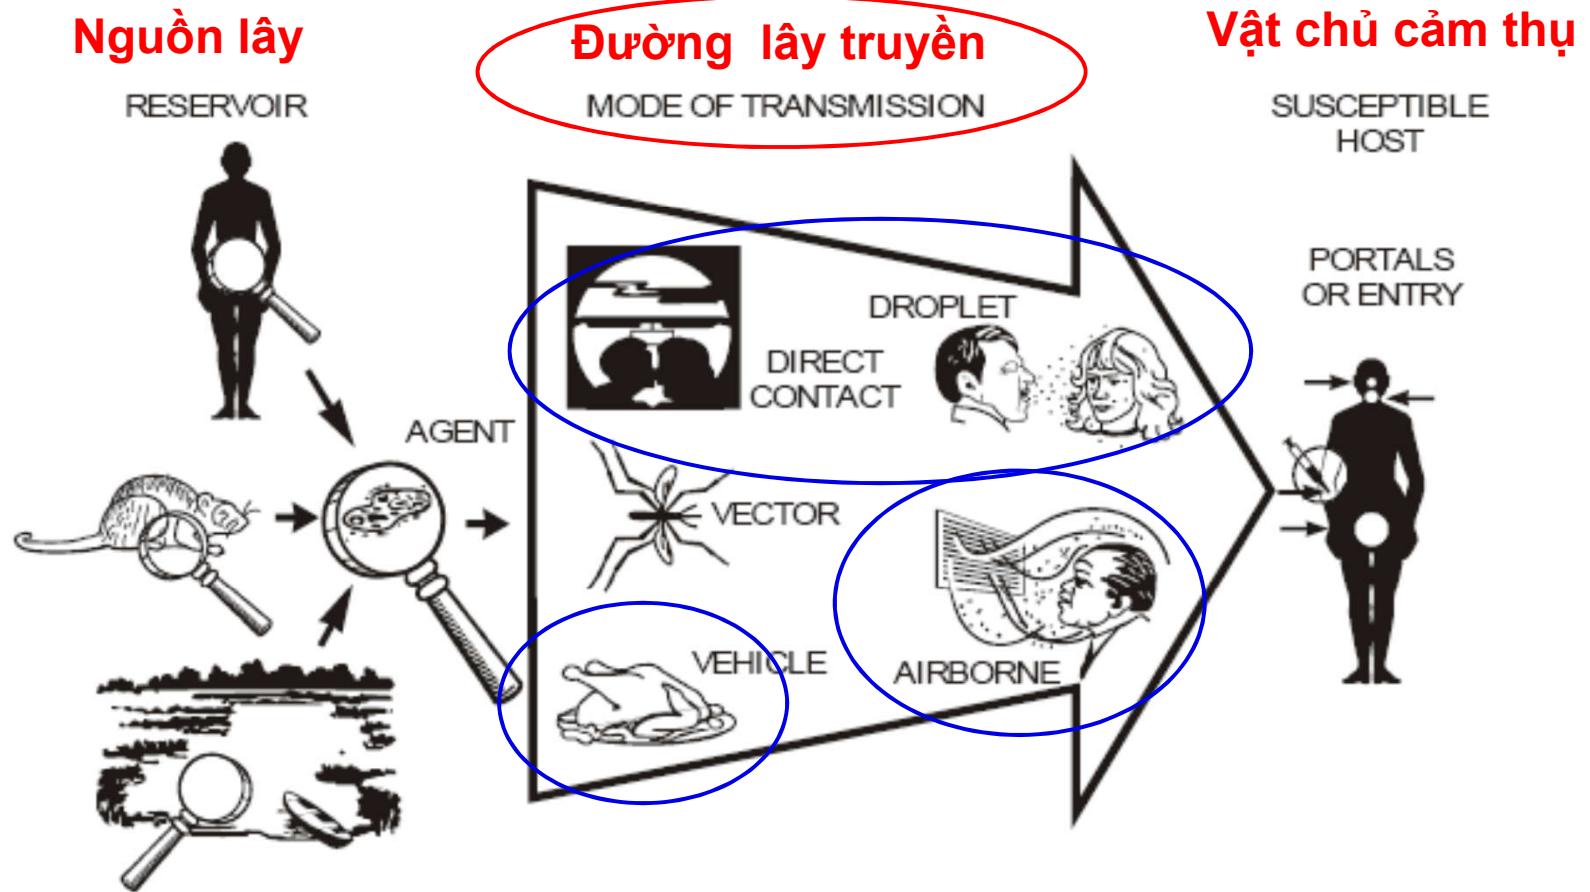 Nguồn lây
Đường lây truyền
Vật chủ cảm thụ
RESERVOIR
MODE OF TRANSMISSION
SUSCEPTIBLE
HOST
PORTALS
OR ENTRY
DROPLET
DIRECT
CONTACT
AGENT
VECTOR
VEHICLE
AIRBORNE